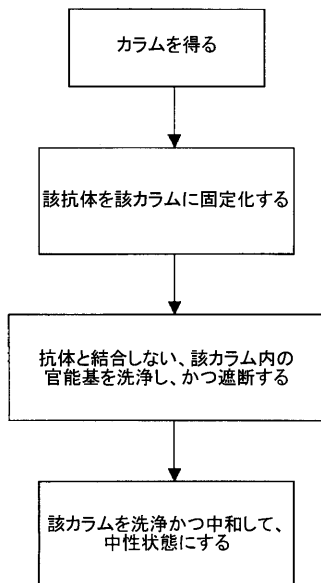 カラムを得る
該抗体を該カラムに固定化する
抗体と結合しない、該カラム内の
官能基を洗浄し、かつ遮断する
該カラムを洗浄かつ中和して、
中性状態にする